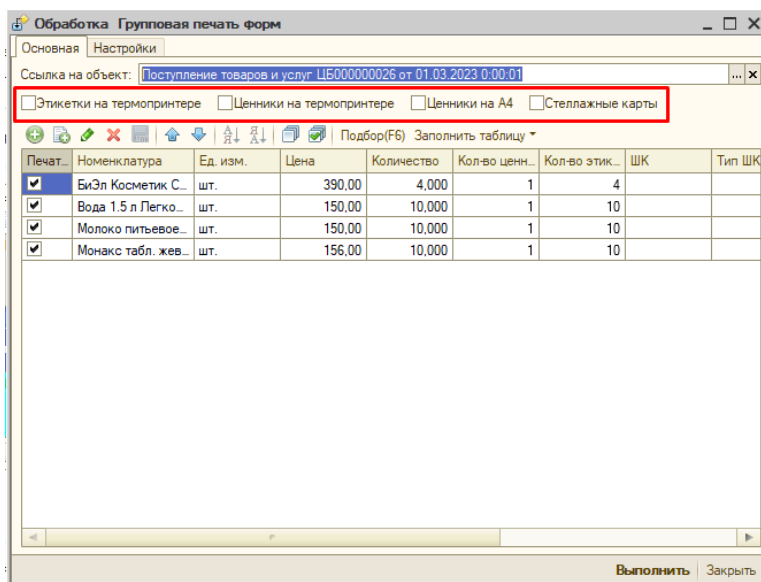 Обработка Групповая печать форм
Основная Настройки
Ссылка на объект: Поступление товаров и услуг ЦБ000000026 от 01.03.2023 0:00:01 ... x
Этикетки на термопринтере Ценники на термопринтере Ценники на А4 Стеллажные карты
Подбор(F6) Заполнить таблицу
Печат... Номенклатура Ед. изм. Цена Количество Кол-во ценн... Кол-во этик... ШК Тип ШК
БиЭл Косметик С... шт. 390,00 4,000 1 4
Вода 1.5 л Легко... шт. 150,00 10,000 1 10
Молоко питьевое... шт. 150,00 10,000 1 10
Монакс табл. жев... шт. 156,00 10,000 1 10
Выполнить Закрыть